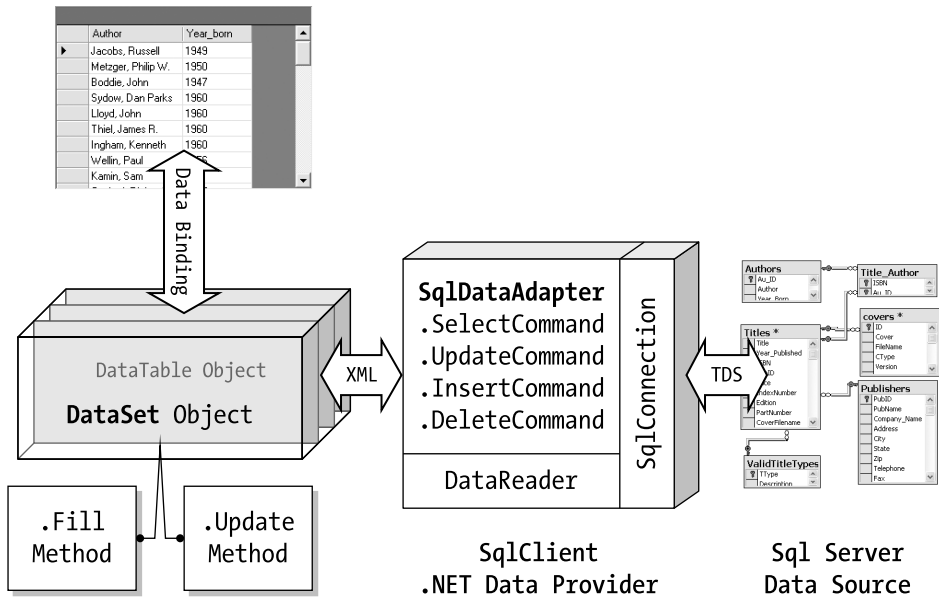 Author Year_born
Jacobs, Russell 1949
Metzger, Philip W. 1950
Boddie, John 1947
Sydow, Dan Parks 1960
Lloyd, John 1960
Thiel, James R. 1960
Ingham, Kenneth 1960
Wellin, Paul
Kamin, Sam
Data Binding
DataTable Object
DataSet Object
.Fill
Method
.Update
Method
XML
SqlDataAdapter
.SelectCommand
.UpdateCommand
.InsertCommand
.DeleteCommand
DataReader
SqlConnection
SqlClient
.NET Data Provider
TDS
Authors
Au_ID
Author
Year_Born
Title_Author
ISBN
Au_ID
Titles *
Title
Year_Published
Edition
PartNumber
CoverFilename
covers *
ID
Cover
FileName
CType
Version
Publishers
PubID
PubName
Company_Name
Address
City
State
Zip
Telephone
Fax
ValidTitleTypes
TType
Description
Sql Server
Data Source